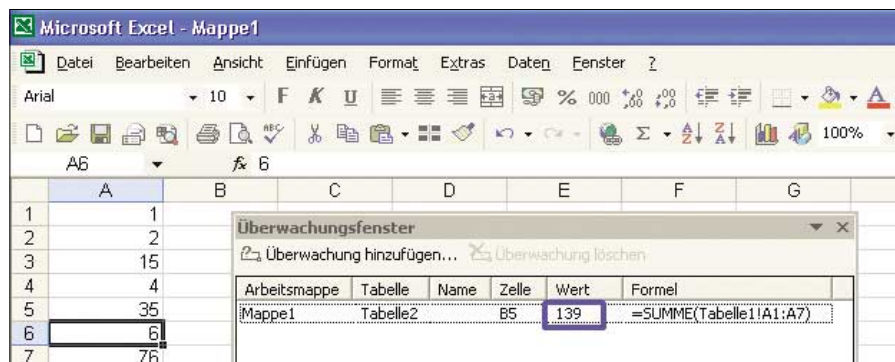 Microsoft Excel - Mappe1
Datei Bearbeiten Ansicht Einfügen Format Extras Daten Fenster ?
Arial 10 F K U % 000
ABC Σ A Z Z A 100%
A6 fx 6
A B C D E F G
1 1
2 2
3 15
4 4
5 35
6 6
7 76
Überwachungsfenster
Überwachung hinzufügen... Überwachung löschen
Arbeitsmappe Tabelle Name Zelle Wert Formel
Mappe1 Tabelle2 B5 139 =SUMME(Tabelle1!A1:A7)